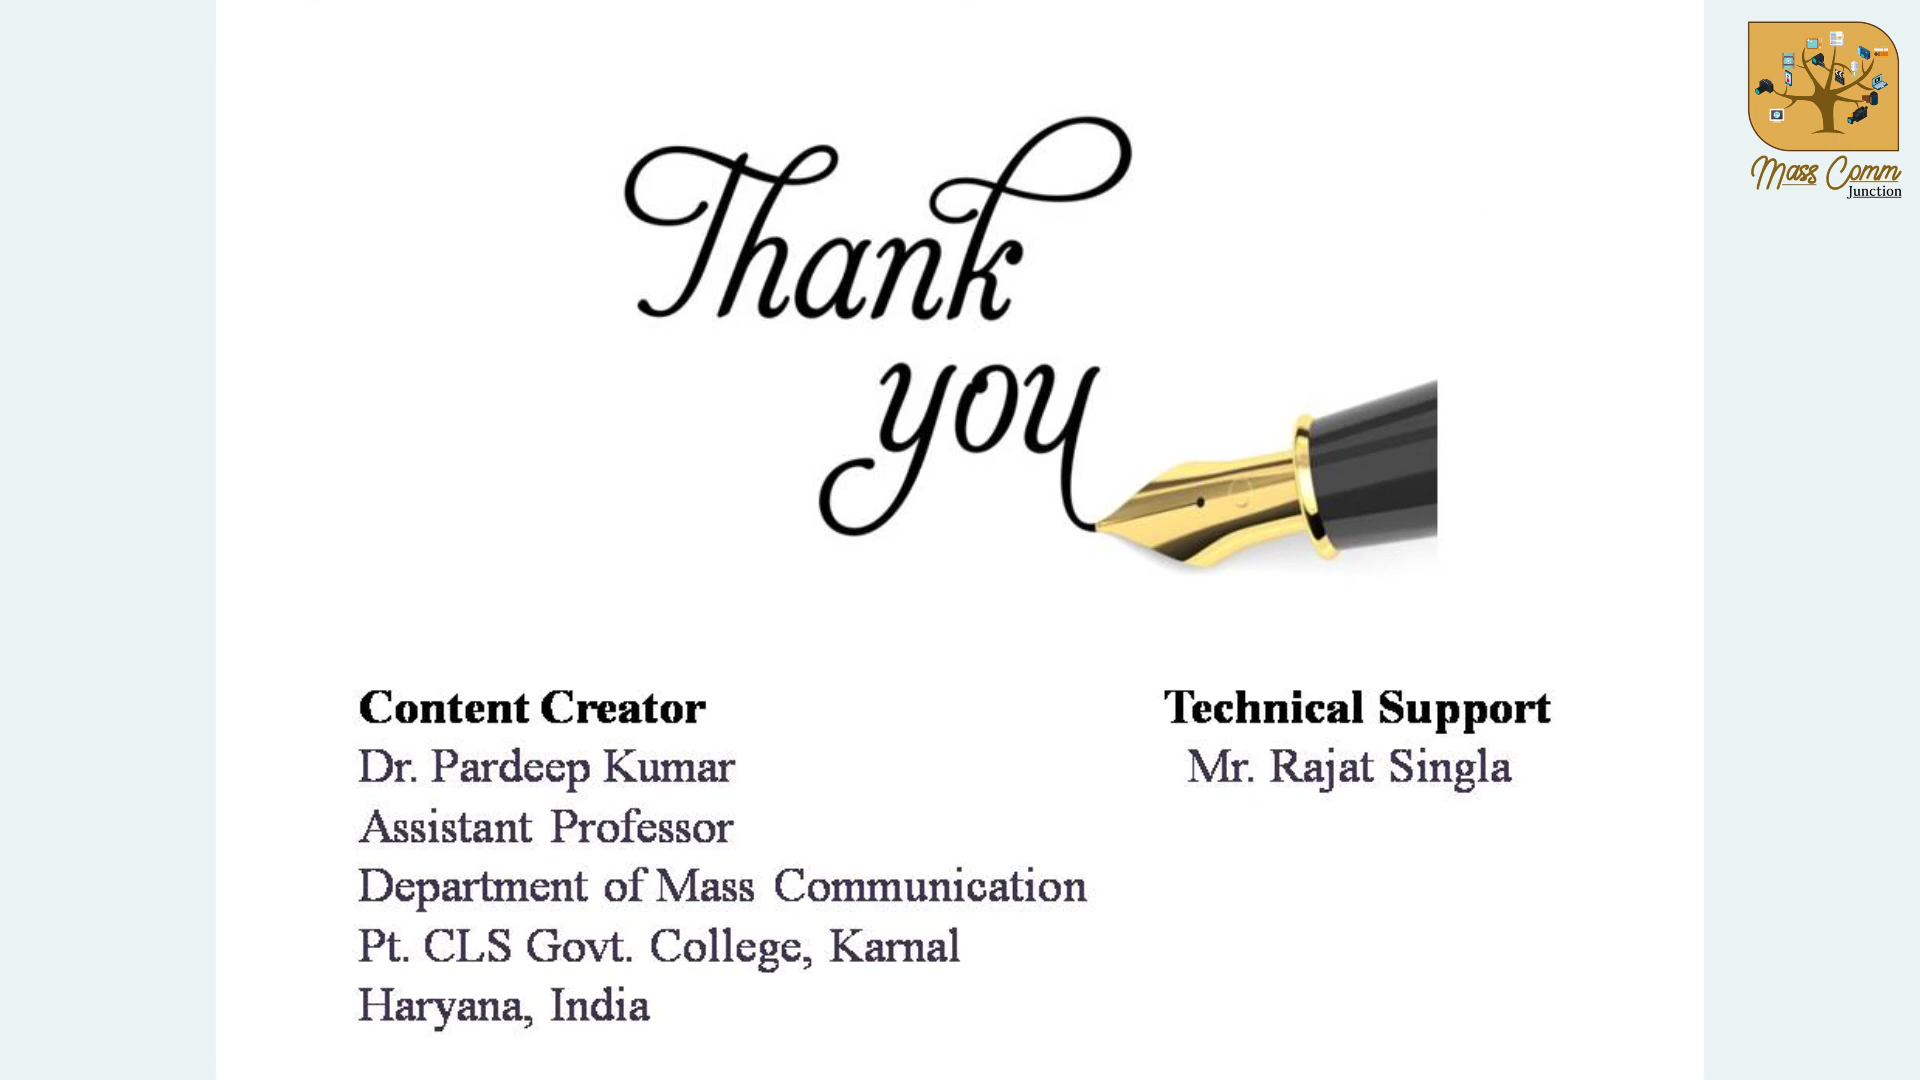 Thank
you
Mass Comm
Junction
Content Creator
Dr. Pardeep Kumar
Assistant Professor
Department of Mass Communication
Pt. CLS Govt. College, Karnal
Haryana, India
Technical Support
Mr. Rajat Singla